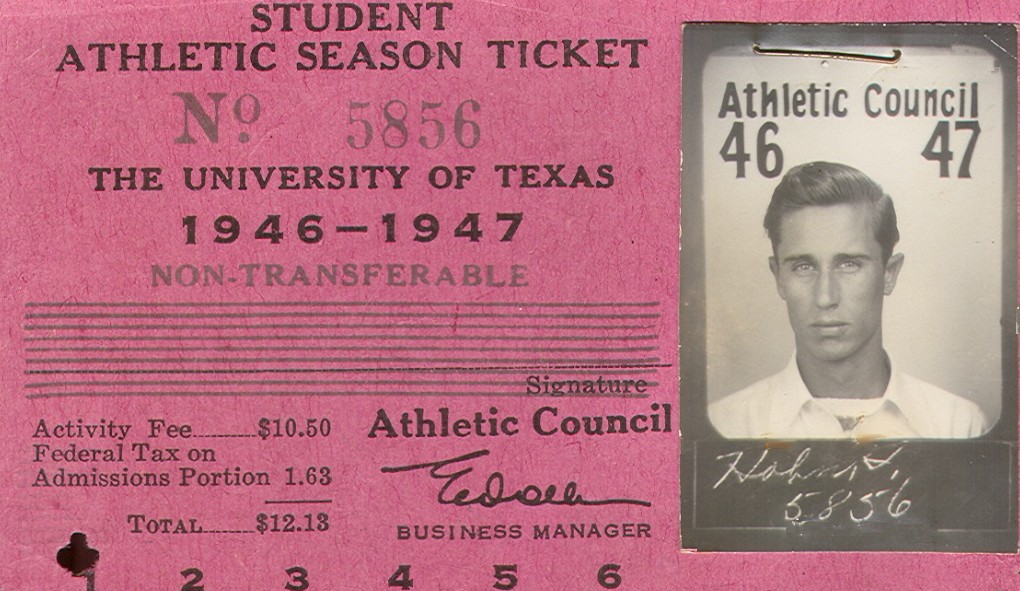 STUDENT
ATHLETIC SEASON TICKET
Nº 5856
THE UNIVERSITY OF TEXAS
1946-1947
NON-TRANSFERABLE
Signature
Activity Fee..........$10.50
Federal Tax on
Admissions Portion 1.63
TOTAL........$12.13
Athletic Council
BUSINESS MANAGER
1 2 3 4 5 6
Athletic Council
46 47
5856